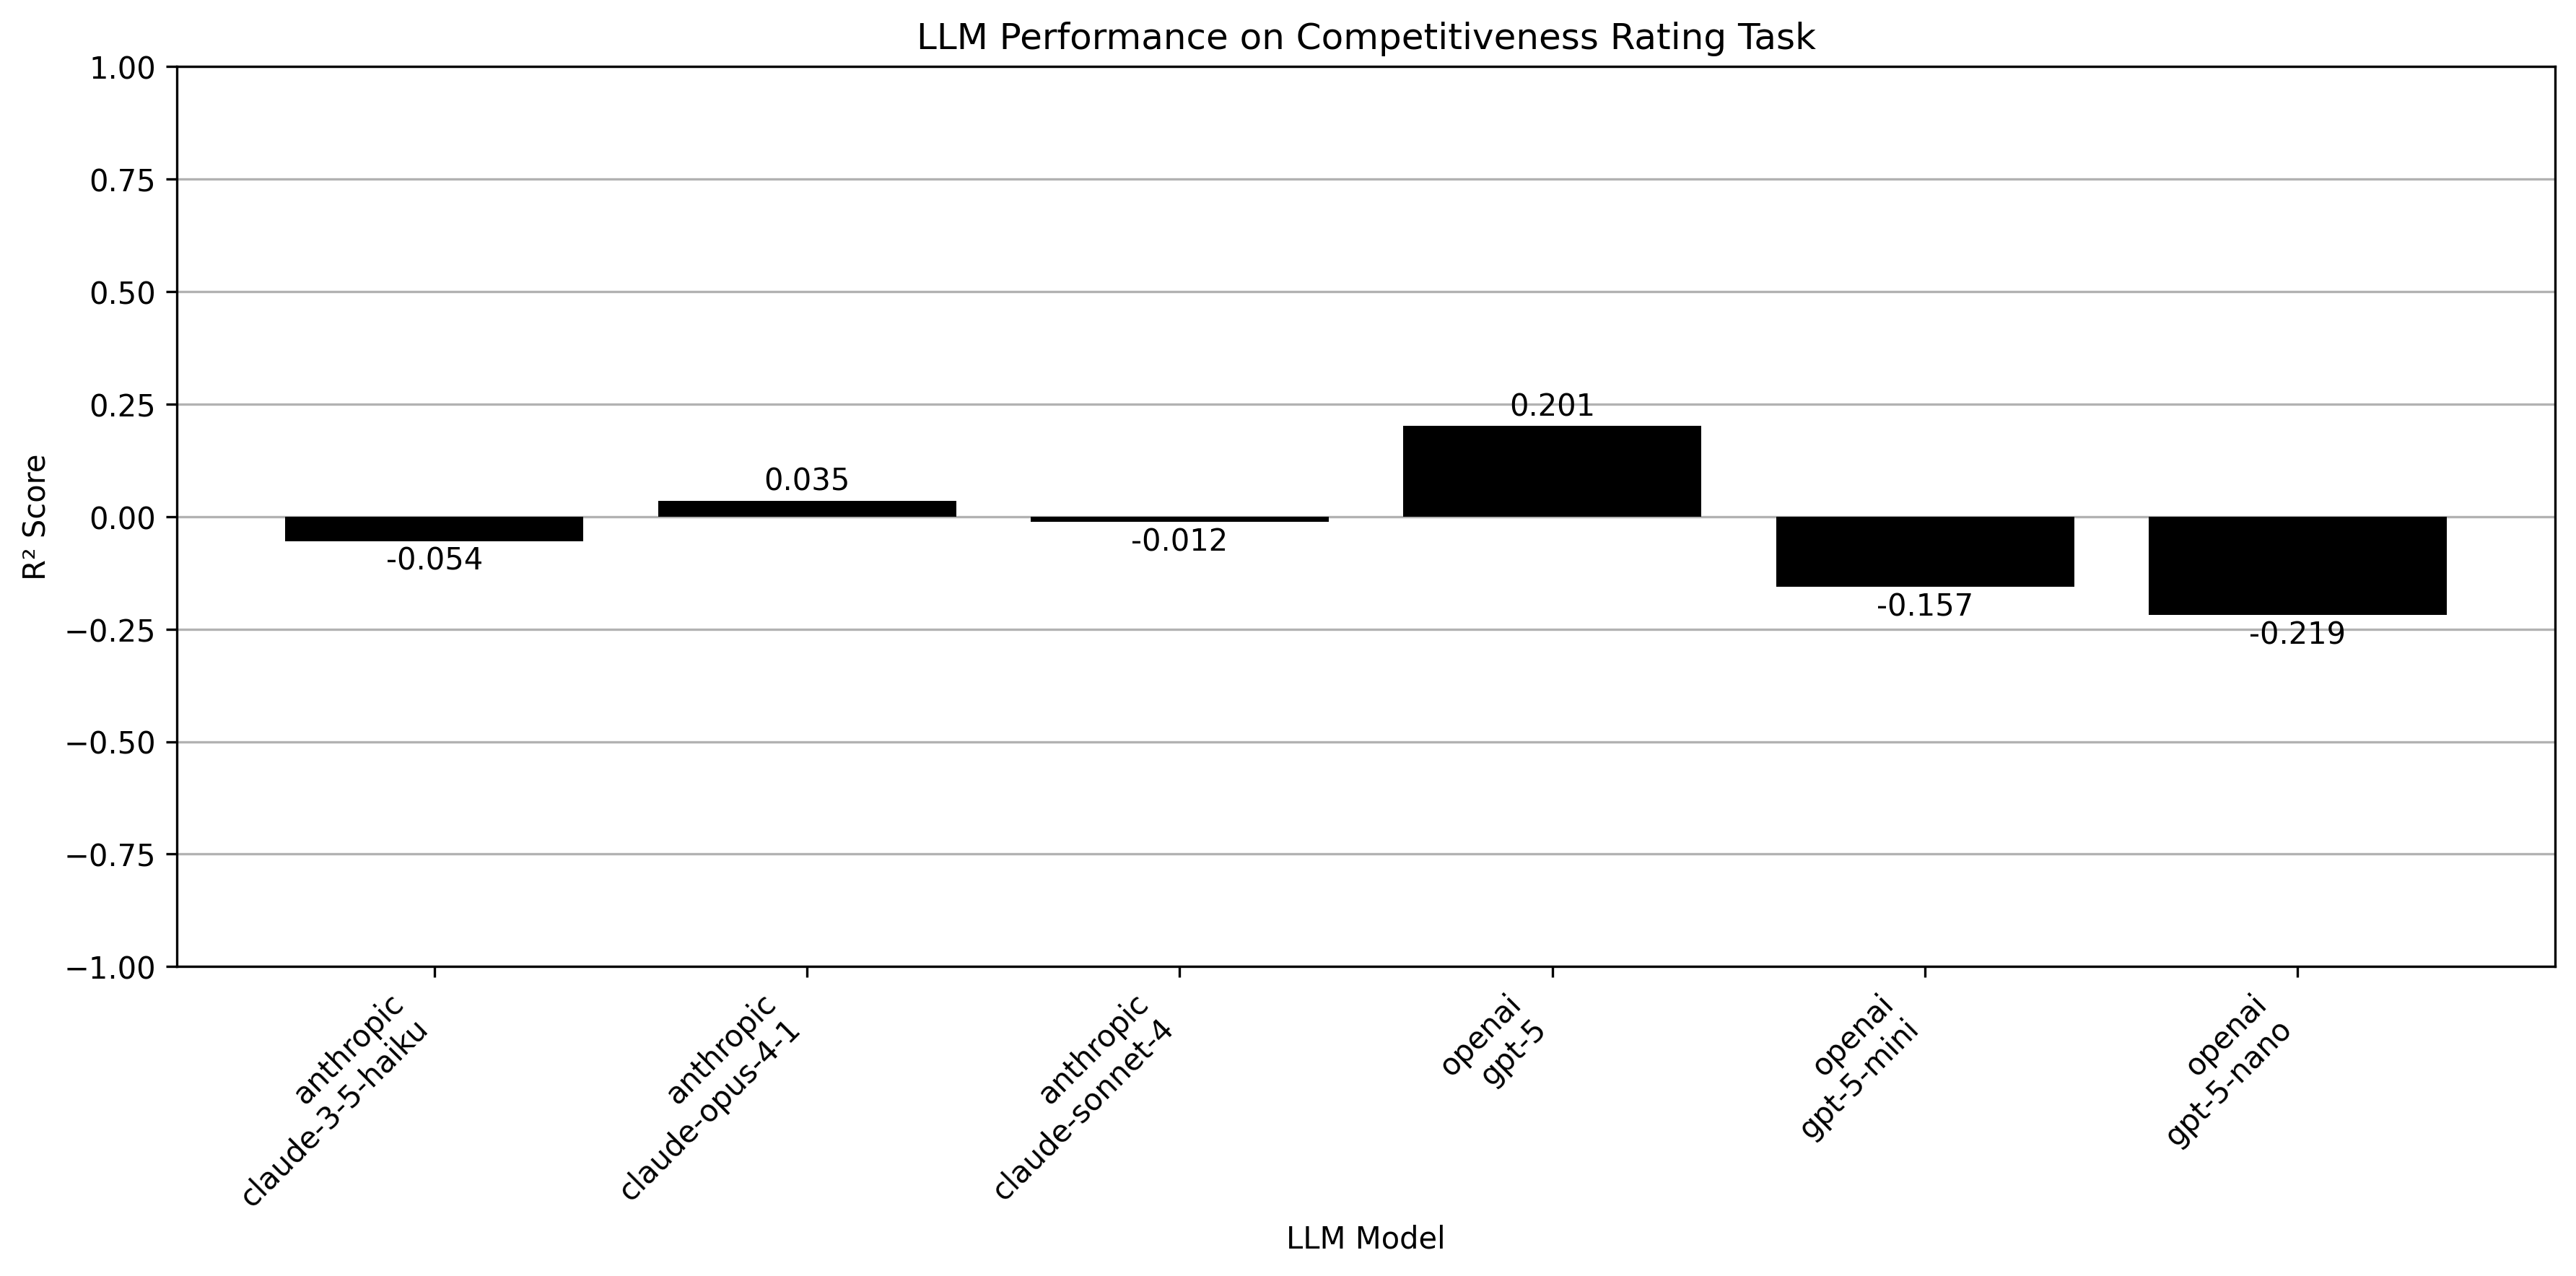 LLM Performance on Competitiveness Rating Task
1.00
0.75
0.50
0.25
0.00
−0.25
−0.50
−0.75
−1.00
R² Score
-0.054
0.035
-0.012
0.201
-0.157
-0.219
anthropic
claude-3-5-haiku
anthropic
claude-opus-4-1
anthropic
claude-sonnet-4
openai
gpt-5
openai
gpt-5-mini
openai
gpt-5-nano
LLM Model